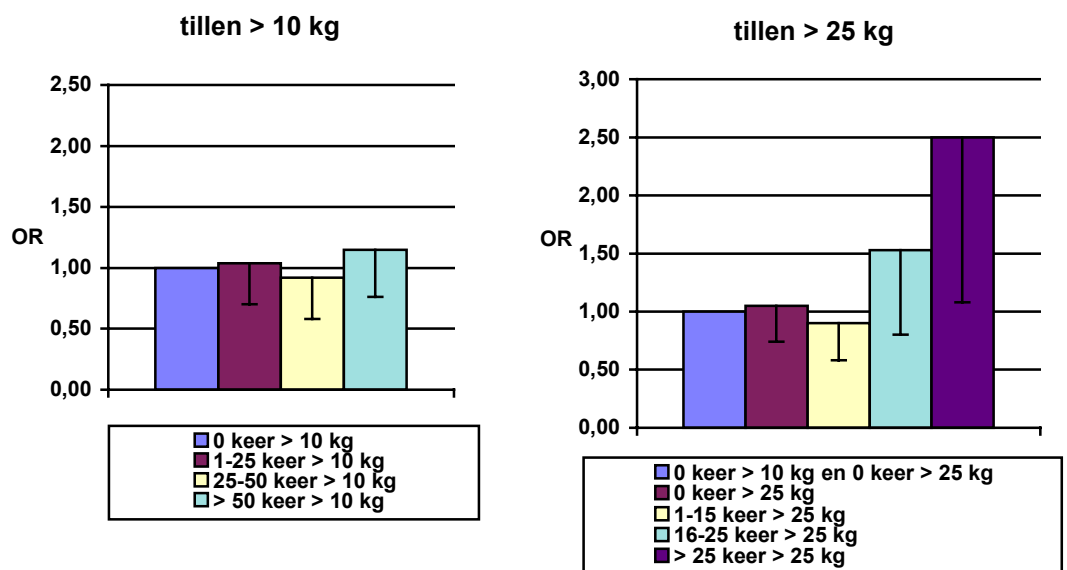 tillen > 10 kg
2,50
2,00
1,50
OR
1,00
0,50
0,00
0 keer > 10 kg
1-25 keer > 10 kg
25-50 keer > 10 kg
> 50 keer > 10 kg
tillen > 25 kg
3,00
2,50
2,00
OR
1,50
1,00
0,50
0,00
0 keer > 10 kg en 0 keer > 25 kg
0 keer > 25 kg
1-15 keer > 25 kg
16-25 keer > 25 kg
> 25 keer > 25 kg